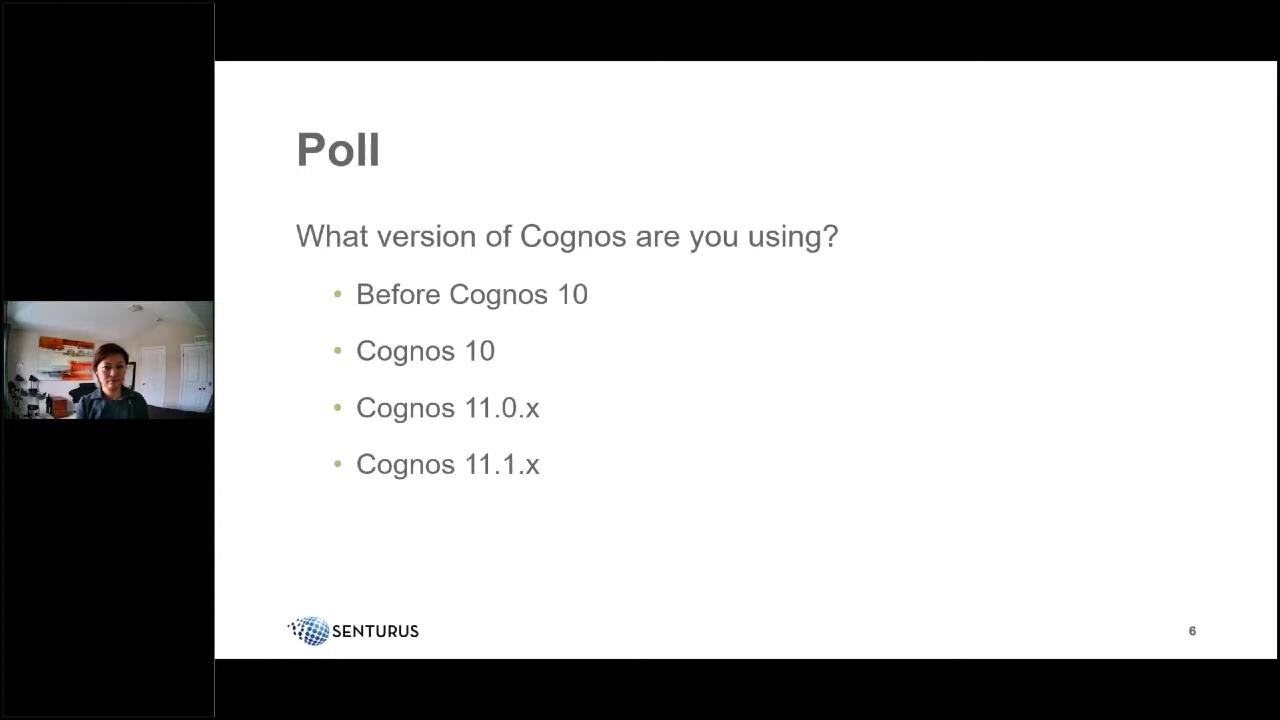 Poll
What version of Cognos are you using?
• Before Cognos 10
• Cognos 10
• Cognos 11.0.x
• Cognos 11.1.x
SENTURUS
6